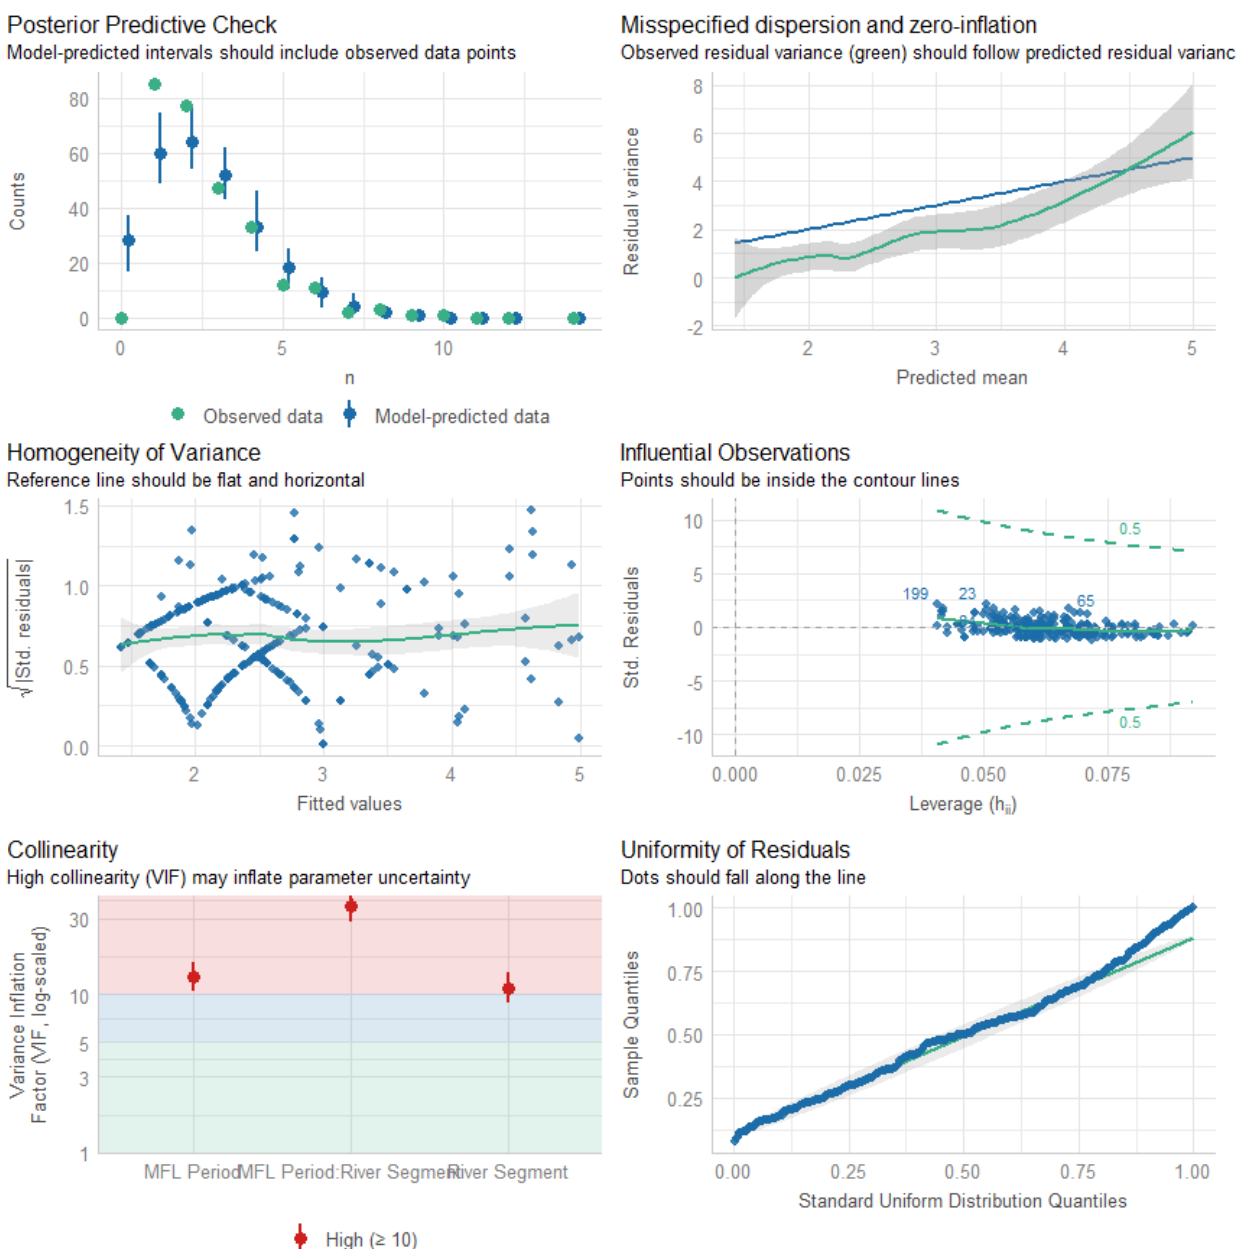 Posterior Predictive Check
Model-predicted intervals should include observed data points
Counts
80
60
40
20
0
0
5
10
n
Observed data
Model-predicted data
Misspecified dispersion and zero-inflation
Observed residual variance (green) should follow predicted residual varianc
Residual variance
8
6
4
2
0
-2
2
3
4
5
Predicted mean
Homogeneity of Variance
Reference line should be flat and horizontal
√|Std. residuals|
1.5
1.0
0.5
0.0
2
3
4
5
Fitted values
Influential Observations
Points should be inside the contour lines
Std. Residuals
10
5
0
-5
-10
0.5
199
23
65
0.5
0.000
0.025
0.050
0.075
Leverage (hii)
Collinearity
High collinearity (VIF) may inflate parameter uncertainty
Variance Inflation
Factor (VIF, log-scaled)
30
10
5
3
1
MFL Period
MFL Period:River Segment
River Segment
High (≥ 10)
Uniformity of Residuals
Dots should fall along the line
Sample Quantiles
1.00
0.75
0.50
0.25
0.00
0.25
0.50
0.75
1.00
Standard Uniform Distribution Quantiles